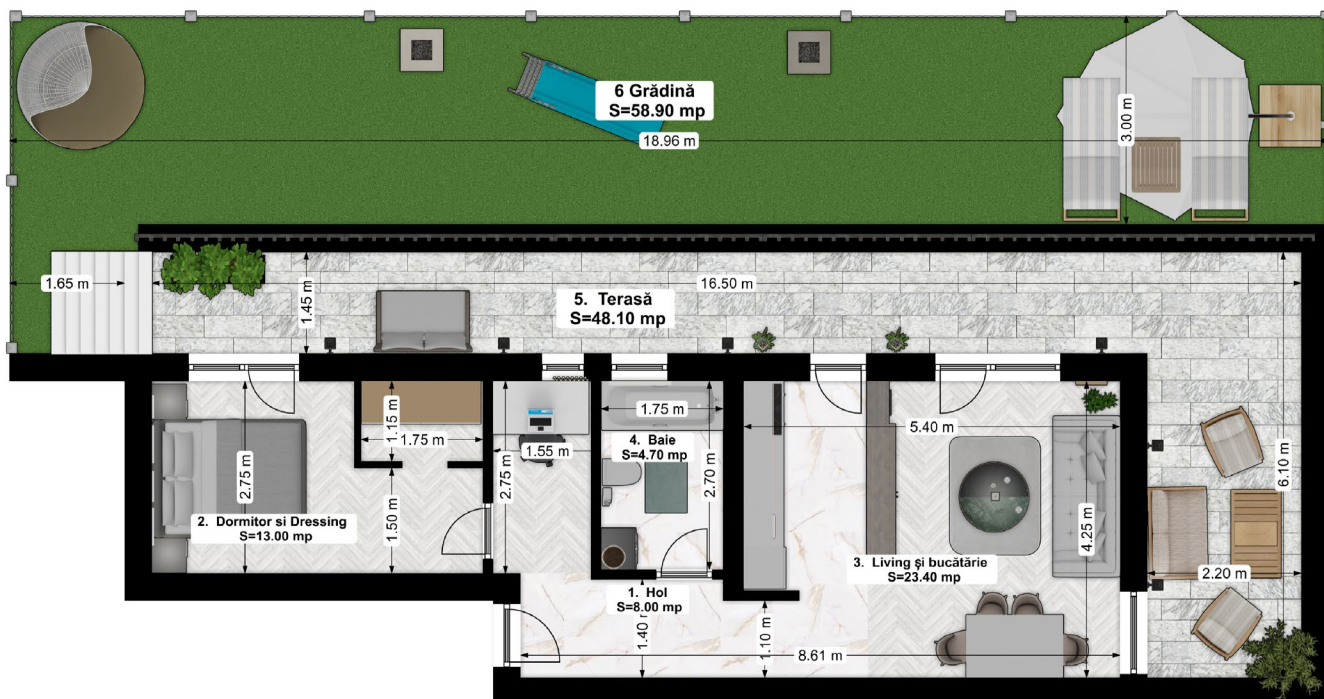 6 Grădină
S=58.90 mp
18.96 m
3.00 m
1.65 m
1.45 m
16.50 m
5. Terasă
S=48.10 mp
1.15 m
1.75 m
1.75 m
5.40 m
4. Baie
S=4.70 mp
1.55 m
2.75 m
2.75 m
2.70 m
6.10 m
4.25 m
1.50 m
2. Dormitor si Dressing
S=13.00 mp
3. Living și bucătărie
S=23.40 mp
2.20 m
1. Hol
S=8.00 mp
1.40 m
1.10 m
8.61 m